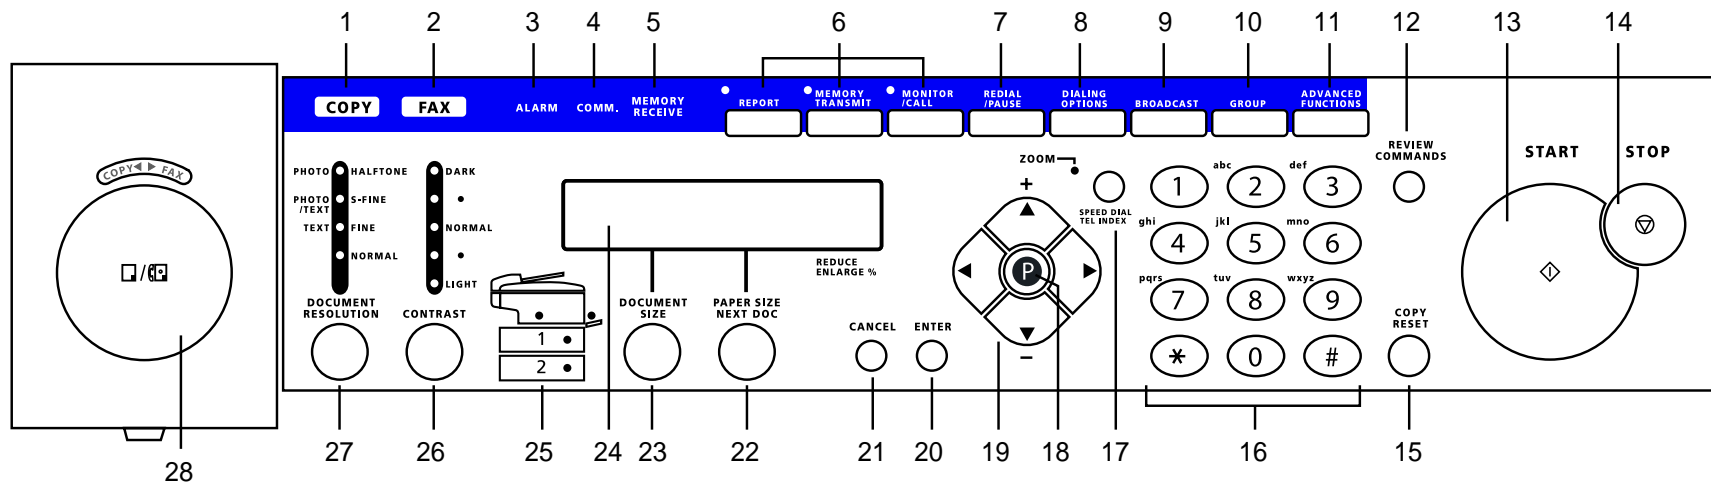 1 2 3 4 5 6 7 8 9 10 11 12 13 14
COPY FAX ALARM COMM. MEMORY
RECEIVE
REPORT
MEMORY
TRANSMIT
MONITOR
/CALL
REDIAL
/PAUSE
DIALING
OPTIONS
BROADCAST
GROUP
ADVANCED
FUNCTIONS
REVIEW
COMMANDS
START
STOP
COPY FAX
PHOTO HALFTONE
PHOTO
/TEXT
S-FINE
TEXT FINE
NORMAL
DOCUMENT
RESOLUTION
DARK
NORMAL
LIGHT
CONTRAST
1
2
REDUCE
ENLARGE %
DOCUMENT
SIZE
PAPER SIZE
NEXT DOC
CANCEL
ENTER
ZOOM
+
P
−
SPEED DIAL
TEL INDEX
1
abc
2
def
3
ghi
4
jkl
5
mno
6
pqrs
7
tuv
8
wxyz
9
*
0
#
COPY
RESET
28 27 26 25 24 23 22 21 20 19 18 17 16 15